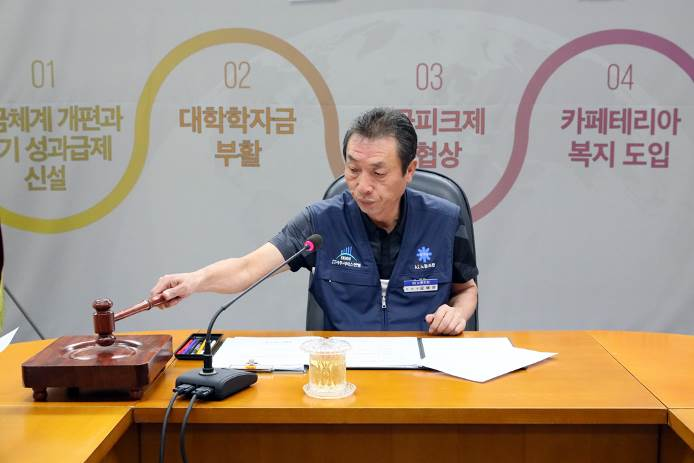 01
02
03
04
금체계 개편과
기 성과급제
신설
대학학자금
부활
피크제
협상
카페테리아
복지 도입